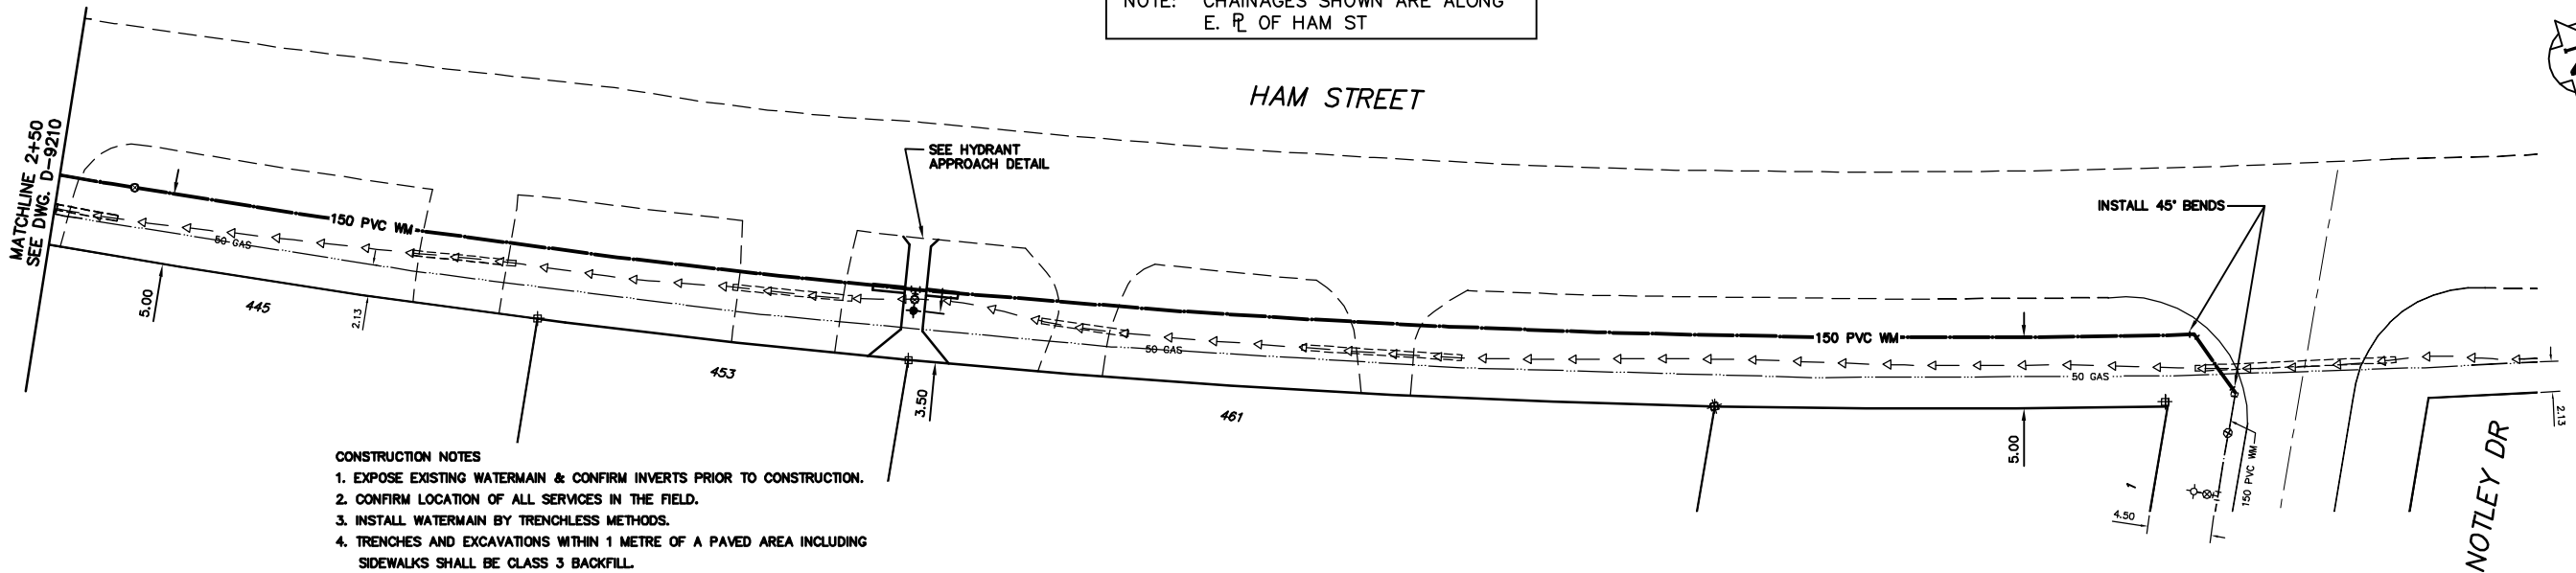 NOTE: CHAINAGES SHOWN ARE ALONG
E. ⅊ OF HAM ST
HAM STREET
MATCHLINE 2+50
SEE DWG. D-9210
SEE HYDRANT
APPROACH DETAIL
INSTALL 45° BENDS
150 PVC WM
50 GAS
5.00
445
2.13
453
3.50
50 GAS
461
150 PVC WM
50 GAS
5.00
1
4.50
150 PVC WM
2.13
NOTLEY DR
CONSTRUCTION NOTES
1. EXPOSE EXISTING WATERMAIN & CONFIRM INVERTS PRIOR TO CONSTRUCTION.
2. CONFIRM LOCATION OF ALL SERVICES IN THE FIELD.
3. INSTALL WATERMAIN BY TRENCHLESS METHODS.
4. TRENCHES AND EXCAVATIONS WITHIN 1 METRE OF A PAVED AREA INCLUDING
SIDEWALKS SHALL BE CLASS 3 BACKFILL.